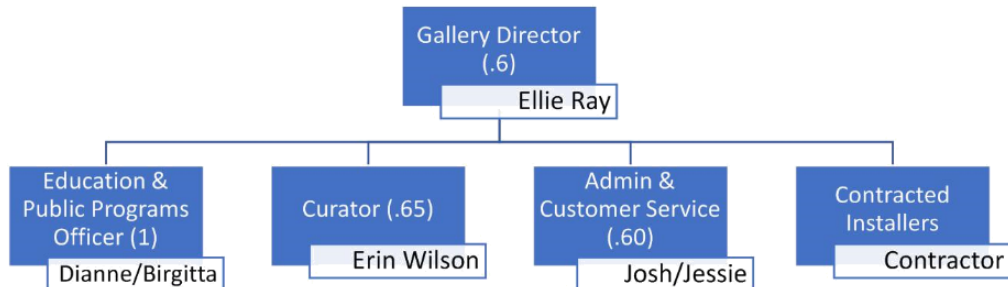 Gallery Director
(.6)
Ellie Ray
Education &
Public Programs
Officer (1)
Dianne/Birgitta
Curator (.65)
Erin Wilson
Admin &
Customer Service
(.60)
Josh/Jessie
Contracted
Installers
Contractor